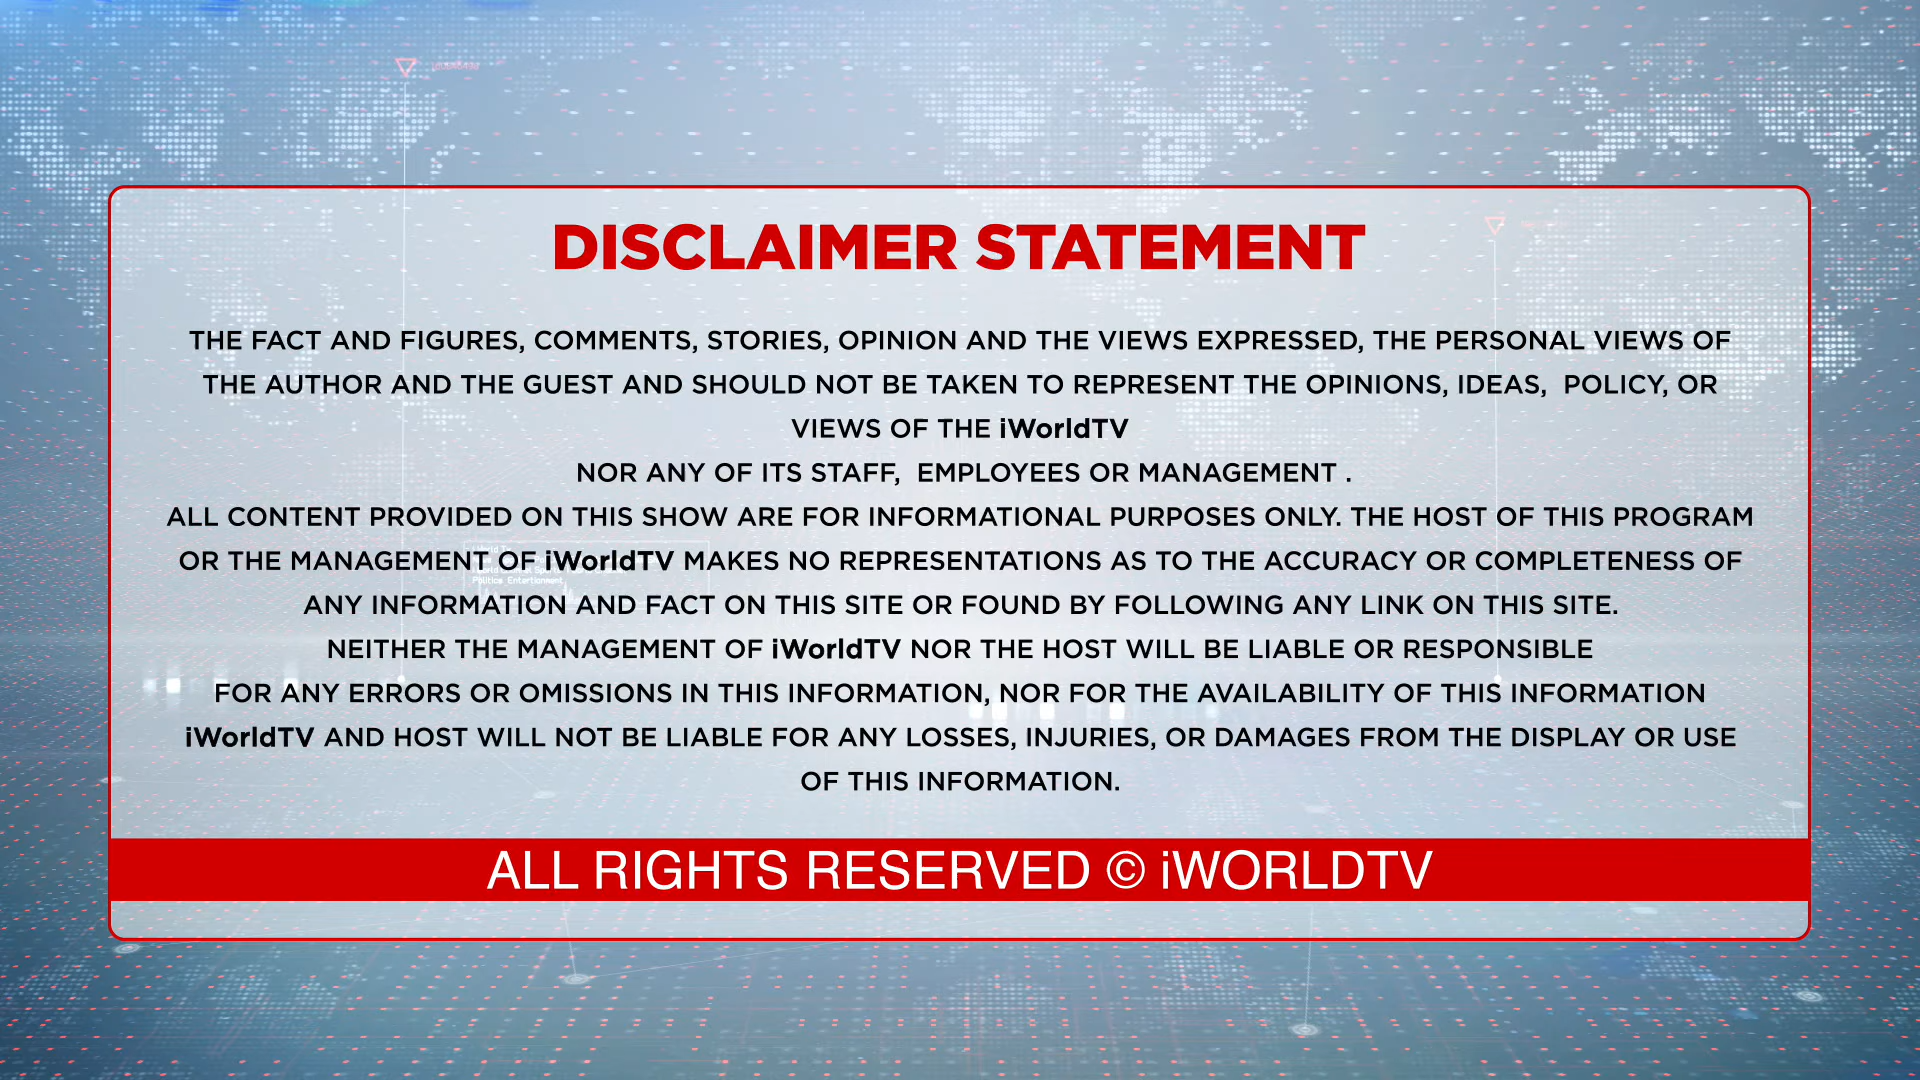 DISCLAIMER STATEMENT
THE FACT AND FIGURES, COMMENTS, STORIES, OPINION AND THE VIEWS EXPRESSED, THE PERSONAL VIEWS OF
THE AUTHOR AND THE GUEST AND SHOULD NOT BE TAKEN TO REPRESENT THE OPINIONS, IDEAS,  POLICY, OR
VIEWS OF THE iWorldTV
NOR ANY OF ITS STAFF,  EMPLOYEES OR MANAGEMENT .
ALL CONTENT PROVIDED ON THIS SHOW ARE FOR INFORMATIONAL PURPOSES ONLY. THE HOST OF THIS PROGRAM
OR THE MANAGEMENT OF iWorldTV MAKES NO REPRESENTATIONS AS TO THE ACCURACY OR COMPLETENESS OF
Politica Entertionment
ANY INFORMATION AND FACT ON THIS SITE OR FOUND BY FOLLOWING ANY LINK ON THIS SITE.
NEITHER THE MANAGEMENT OF iWorldTV NOR THE HOST WILL BE LIABLE OR RESPONSIBLE
FOR ANY ERRORS OR OMISSIONS IN THIS INFORMATION, NOR FOR THE AVAILABILITY OF THIS INFORMATION
iWorldTV AND HOST WILL NOT BE LIABLE FOR ANY LOSSES, INJURIES, OR DAMAGES FROM THE DISPLAY OR USE
OF THIS INFORMATION.
ALL RIGHTS RESERVED © iWORLDTV